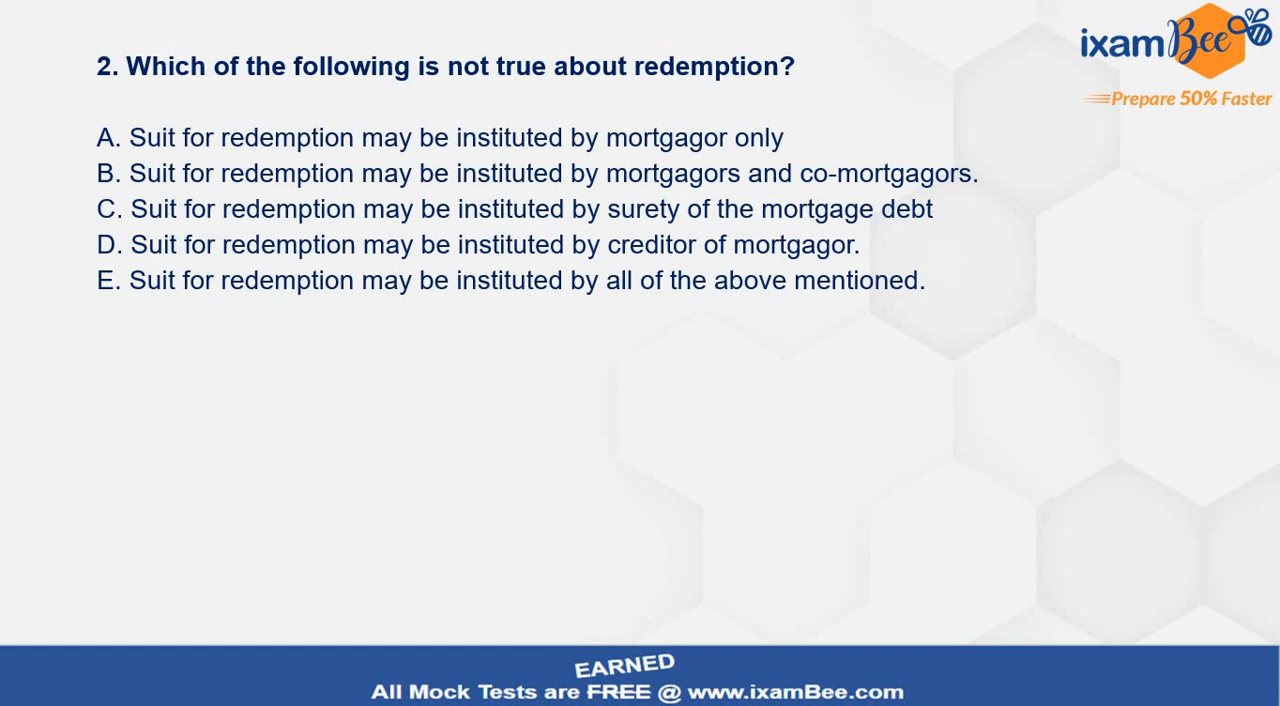 ixamBee
Prepare 50% Faster
2. Which of the following is not true about redemption?
A. Suit for redemption may be instituted by mortgagor only
B. Suit for redemption may be instituted by mortgagors and co-mortgagors.
C. Suit for redemption may be instituted by surety of the mortgage debt
D. Suit for redemption may be instituted by creditor of mortgagor.
E. Suit for redemption may be instituted by all of the above mentioned.
EARNED
All Mock Tests are FREE @ www.ixamBee.com